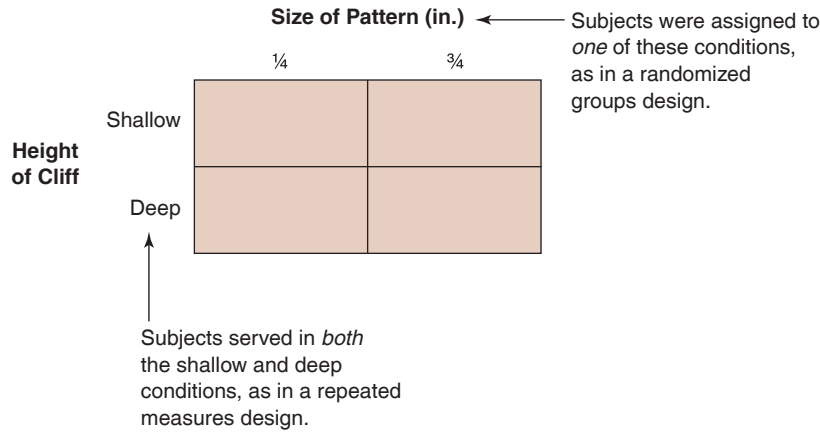 Size of Pattern (in.)
Subjects were assigned to
one of these conditions,
as in a randomized
groups design.
¼ ¾
Shallow
Height
of Cliff
Deep
Subjects served in both
the shallow and deep
conditions, as in a repeated
measures design.